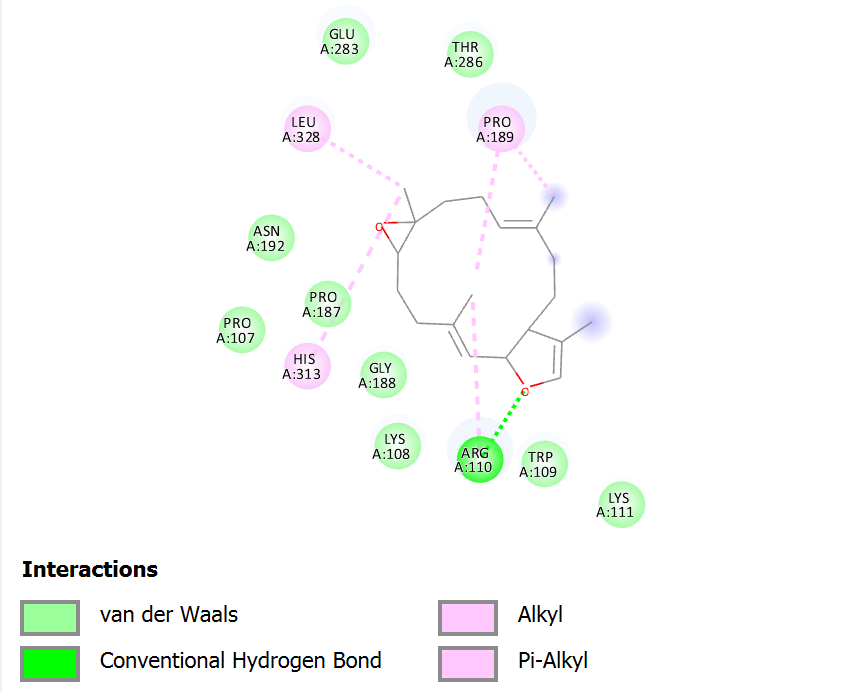 GLU
A:283
THR
A:286
LEU
A:328
PRO
A:189
O
ASN
A:192
PRO
A:187
PRO
A:107
HIS
A:313
GLY
A:188
O
LYS
A:108
ARG
A:110
TRP
A:109
LYS
A:111
Interactions
van der Waals
Conventional Hydrogen Bond
Alkyl
Pi-Alkyl